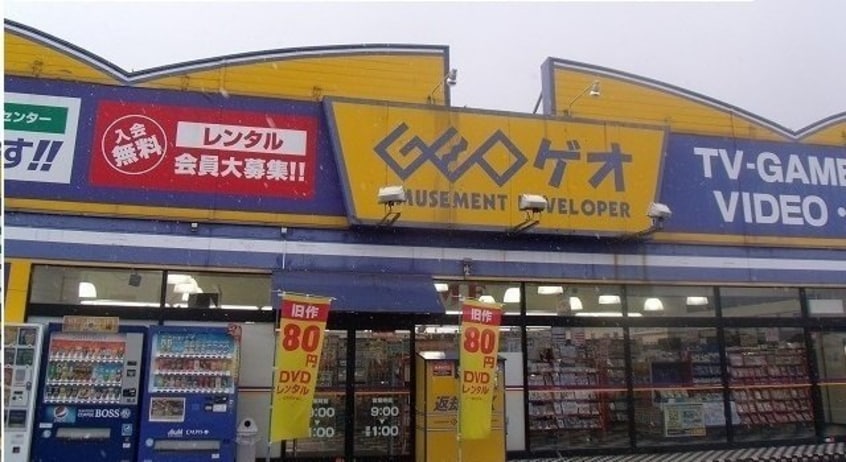 センター
す!!
入会
無料
レンタル
会員大募集!!
GEO ゲオ
AMUSEMENT DEVELOPER
TV-GAME
VIDEO・
旧作
80円
DVD
レンタル
旧作
80円
DVD
レンタル
9:00
1:00
BOSS
Asahi
CALPIS